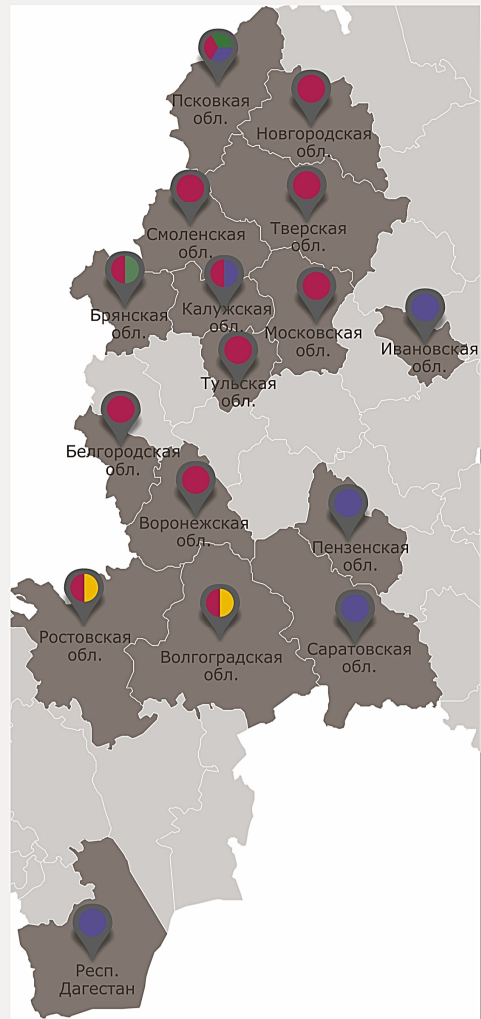 Псковкая
обл.
Новгородская
обл.
Смоленская
обл.
Тверская
обл.
Брянская
обл.
Калужская
обл.
Московская
обл.
Ивановская
обл.
Тульская
обл.
Белгородская
обл.
Воронежская
обл.
Пензенская
обл.
Ростовская
обл.
Волгоградская
обл.
Саратовская
обл.
Респ.
Дагестан